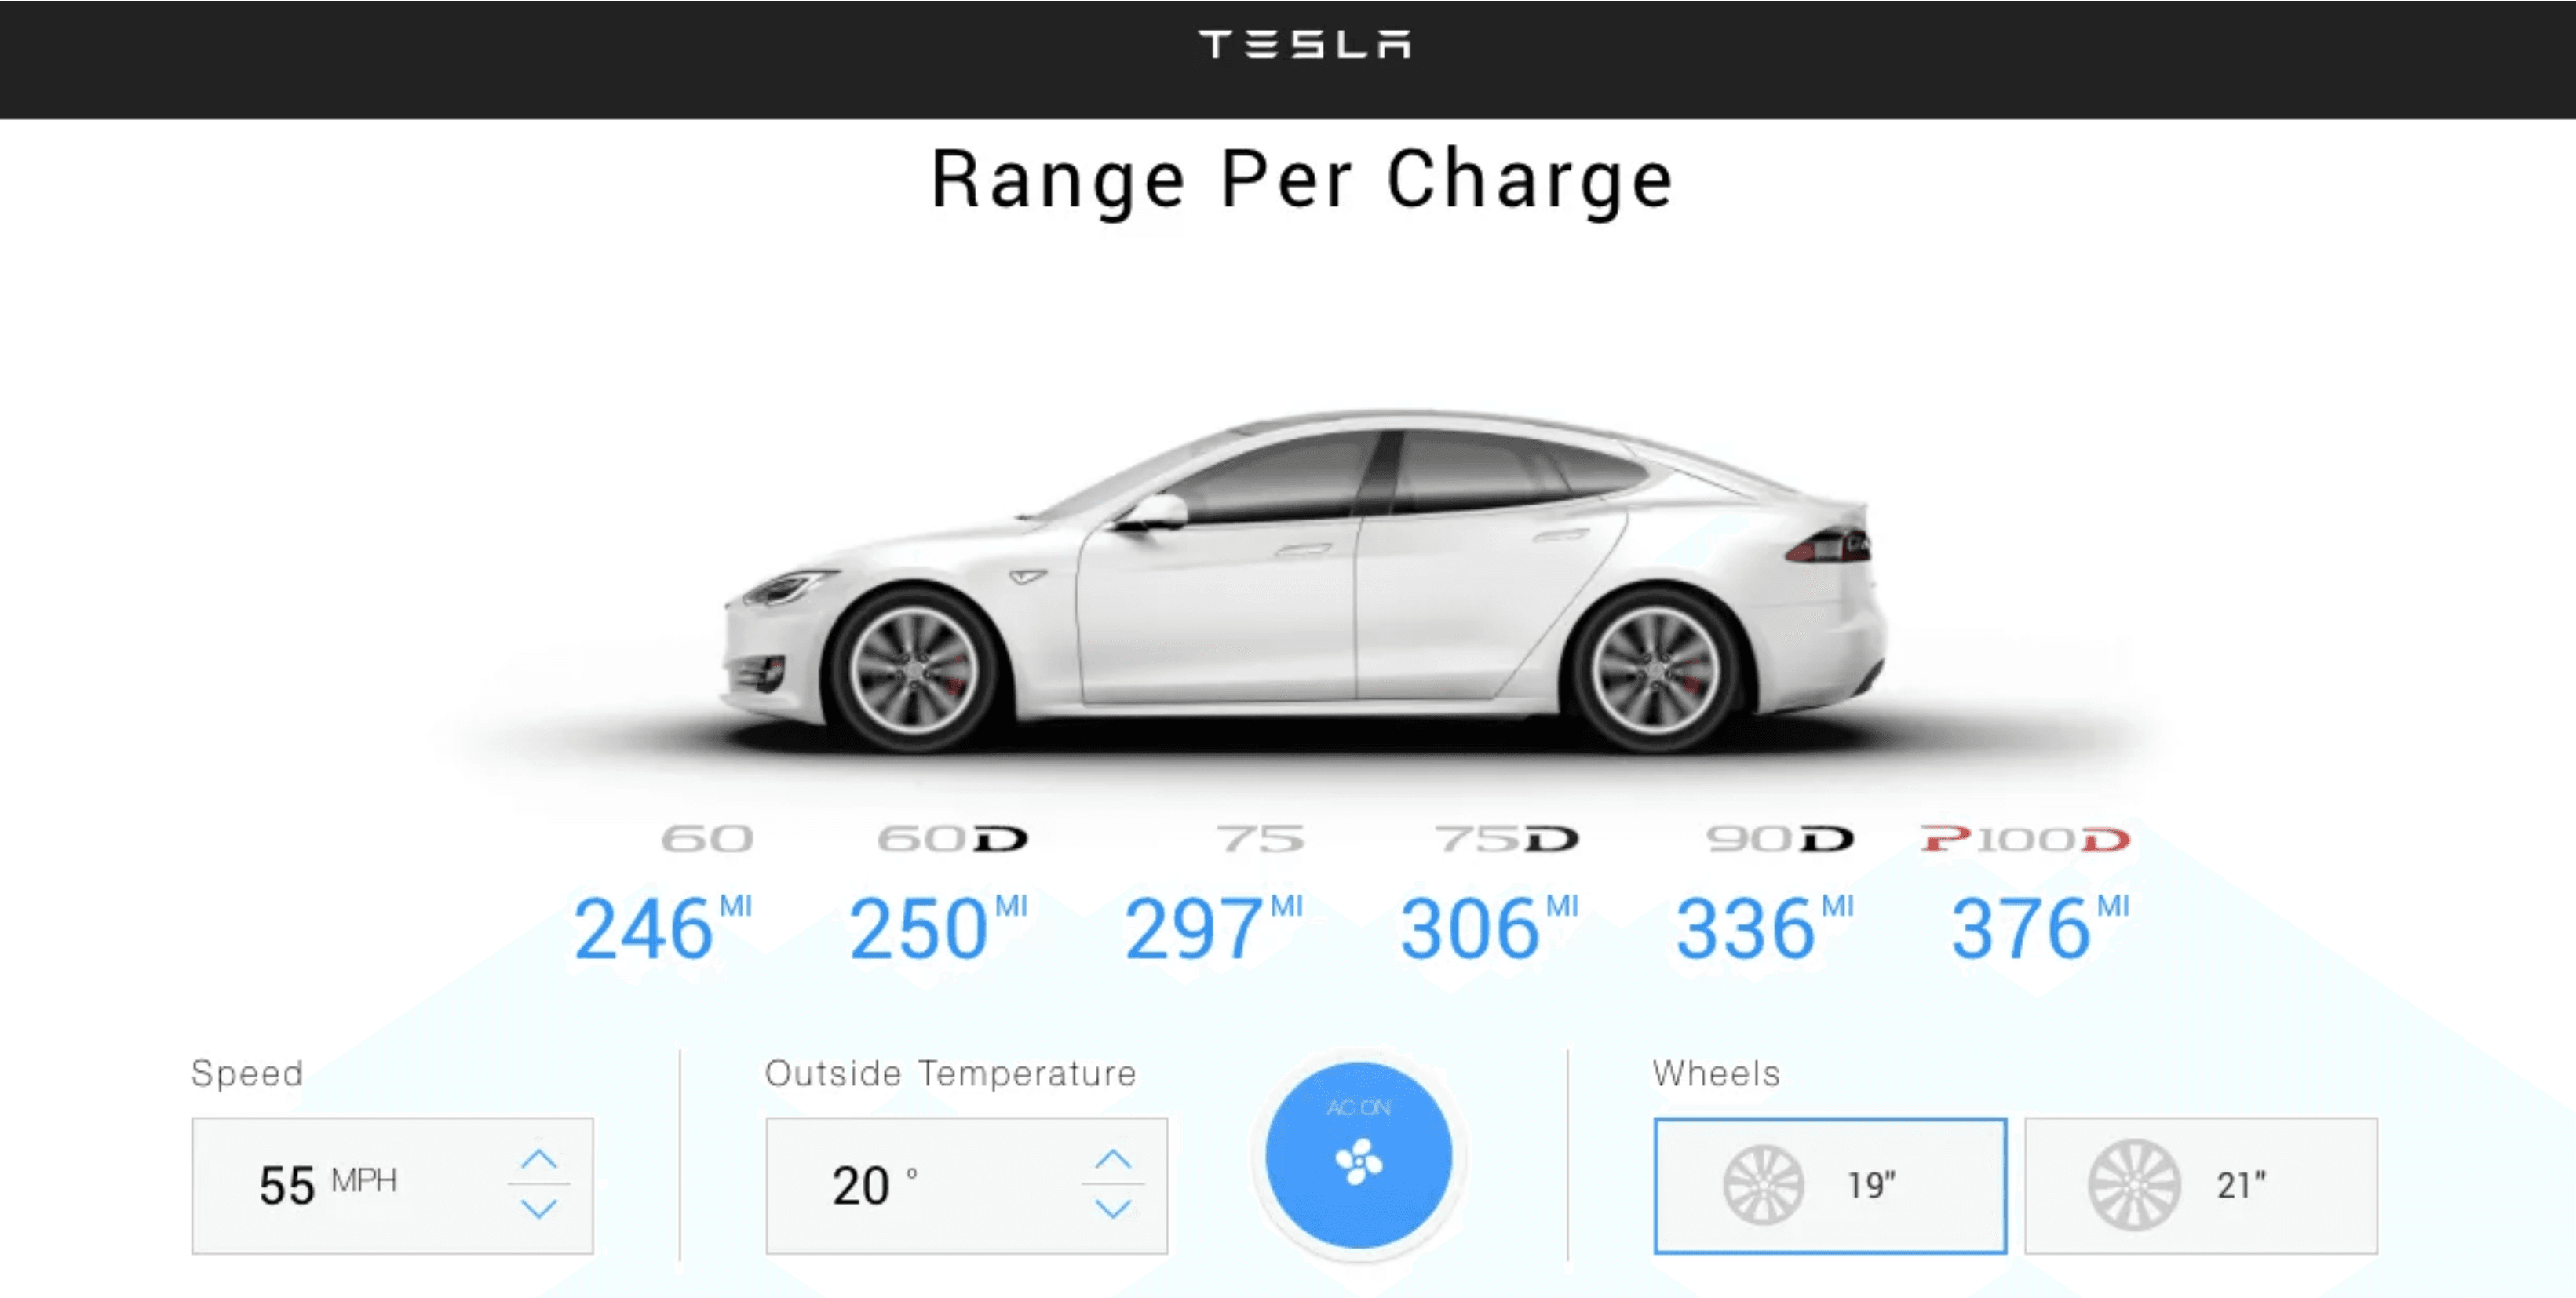 TESLA
Range Per Charge
60 60D 75 75D 90D P100D
246 MI 250 MI 297 MI 306 MI 336 MI 376 MI
Speed Outside Temperature Wheels
AC ON
55 MPH 20 ° 19" 21"